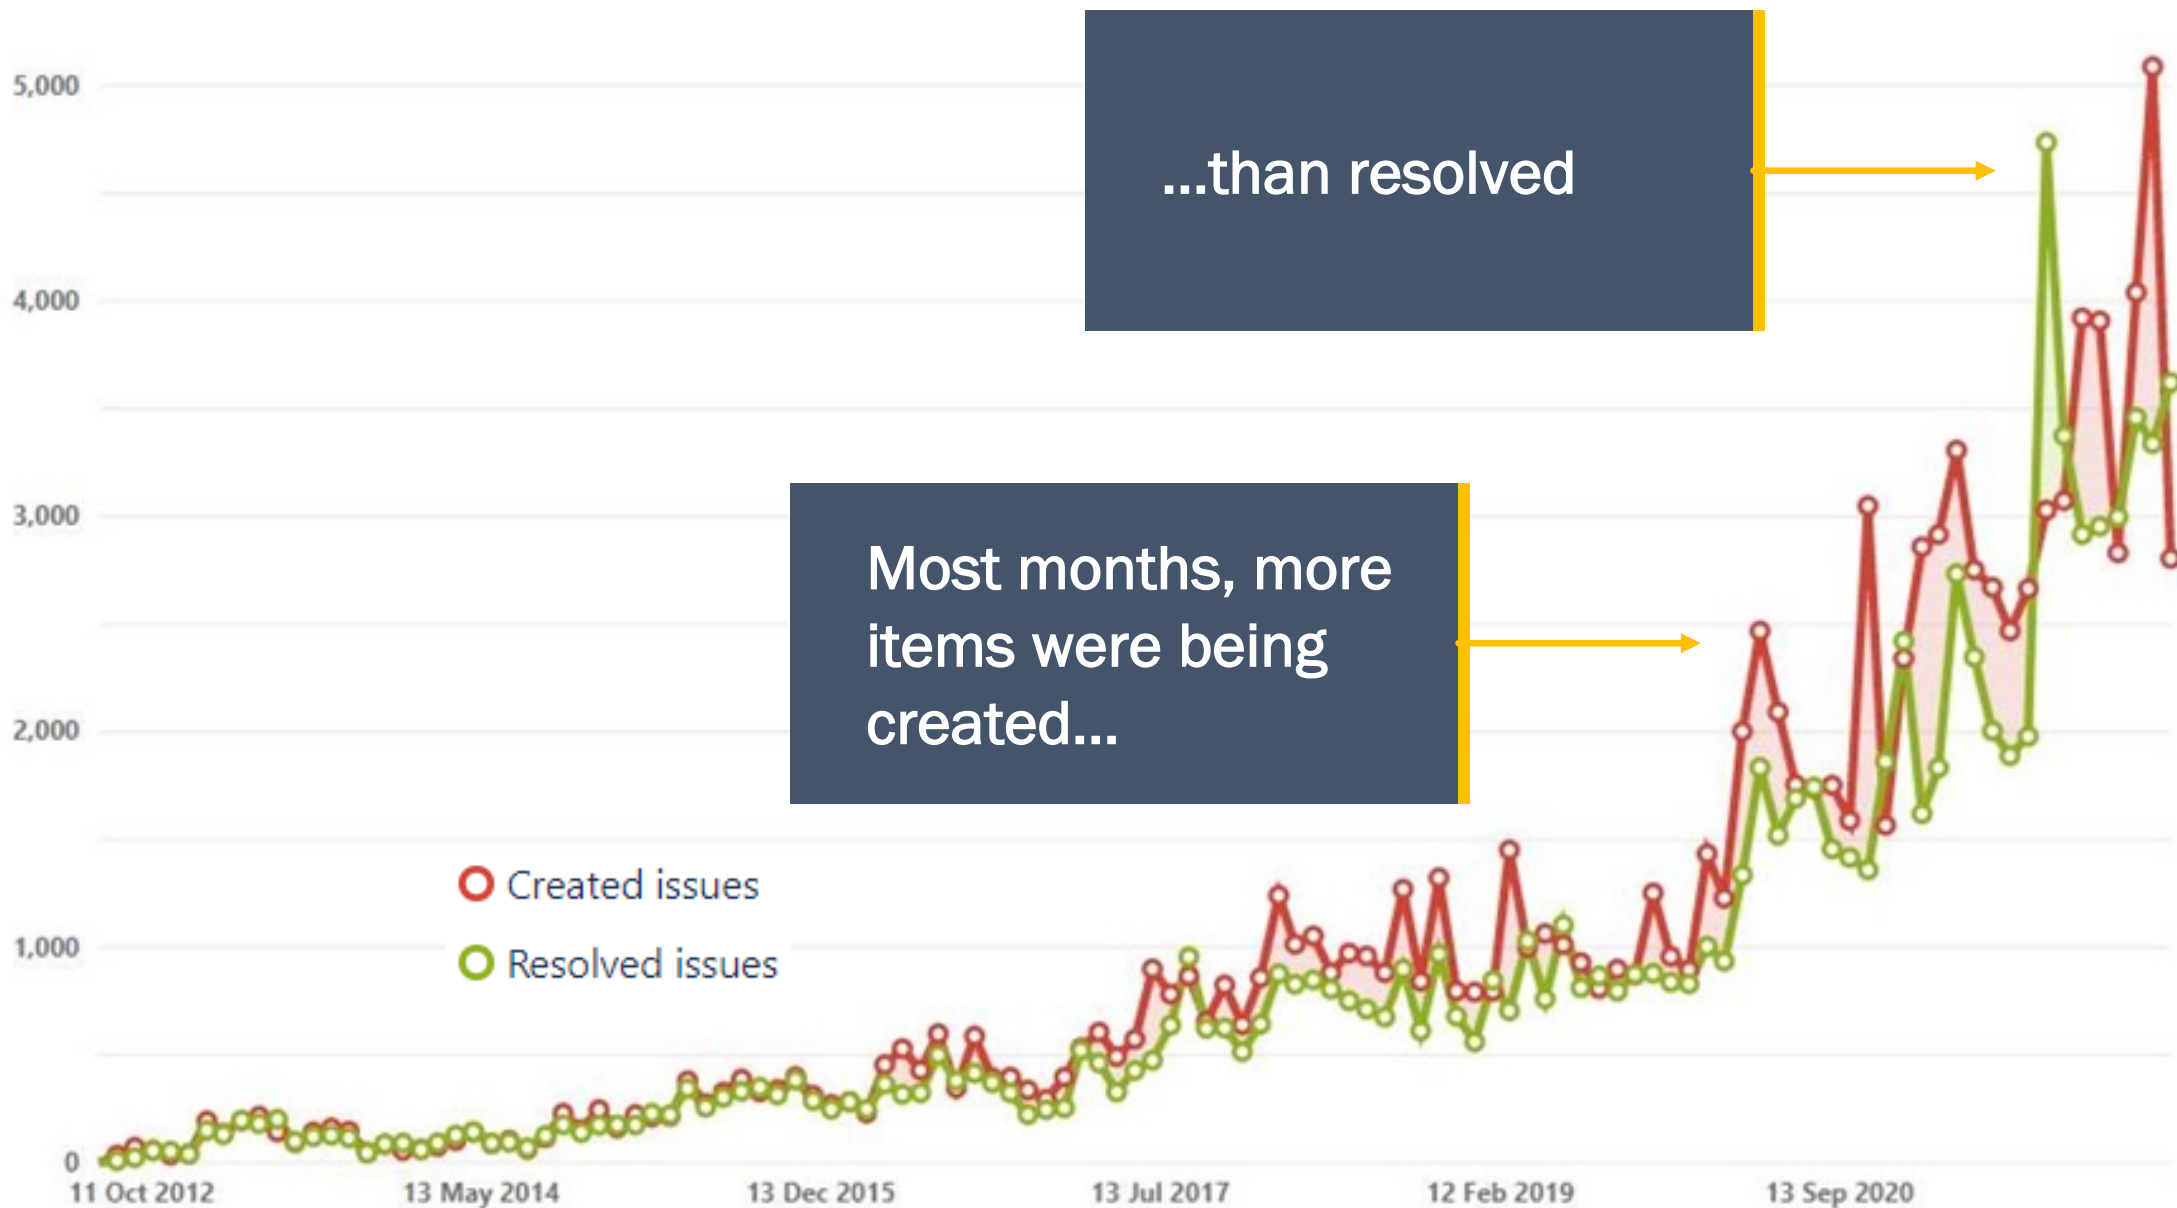 5,000
4,000
3,000
2,000
1,000
0
...than resolved
Most months, more
items were being
created...
Created issues
Resolved issues
11 Oct 2012
13 May 2014
13 Dec 2015
13 Jul 2017
12 Feb 2019
13 Sep 2020